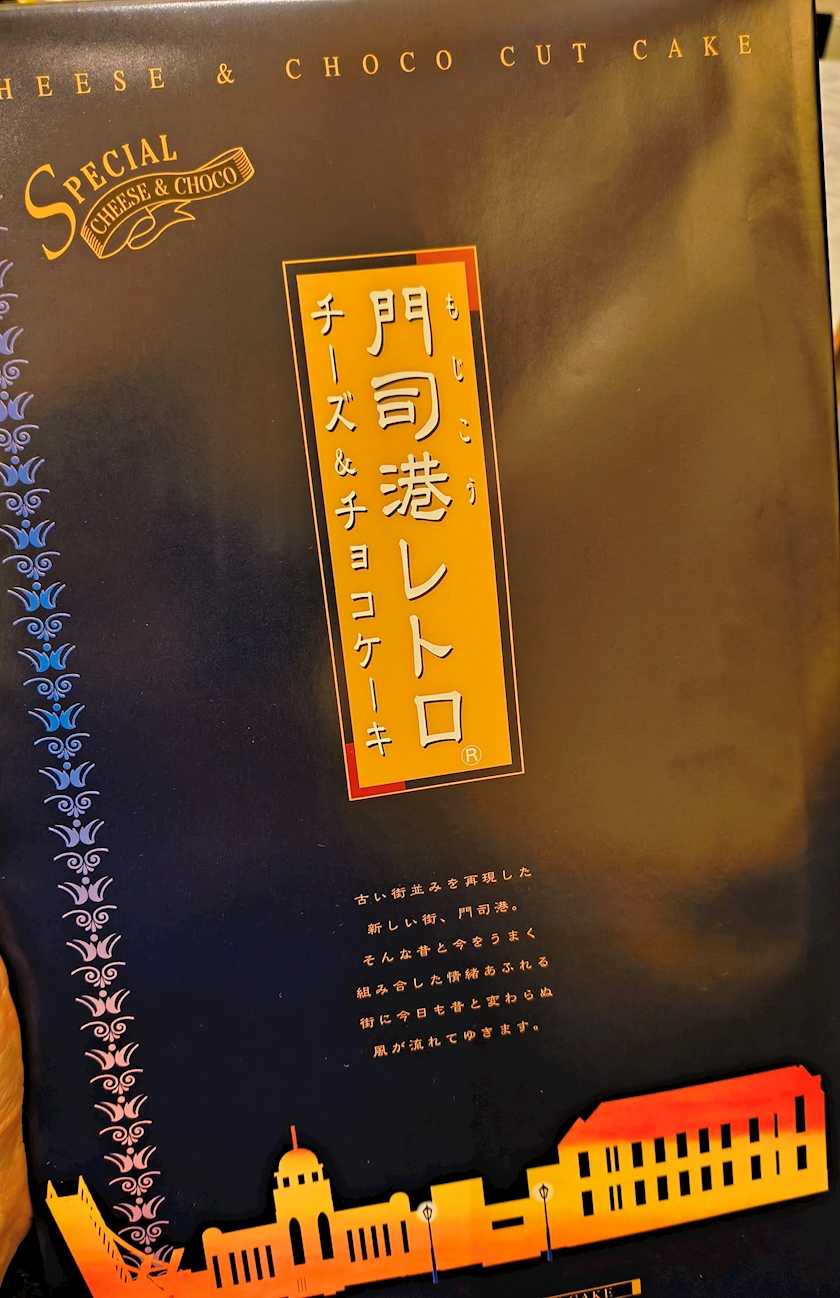 HEESE & CHOCO CUT CAKE
SPECIAL
CHEESE & CHOCO
もじこう
門司港レトロ®
チーズ&チョコケーキ
古い街並みを再現した
新しい街、門司港。
そんな昔と今をうまく
組み合した情緒あふれる
街に今日も昔と変わらぬ
風が流れてゆきます。
CAKE